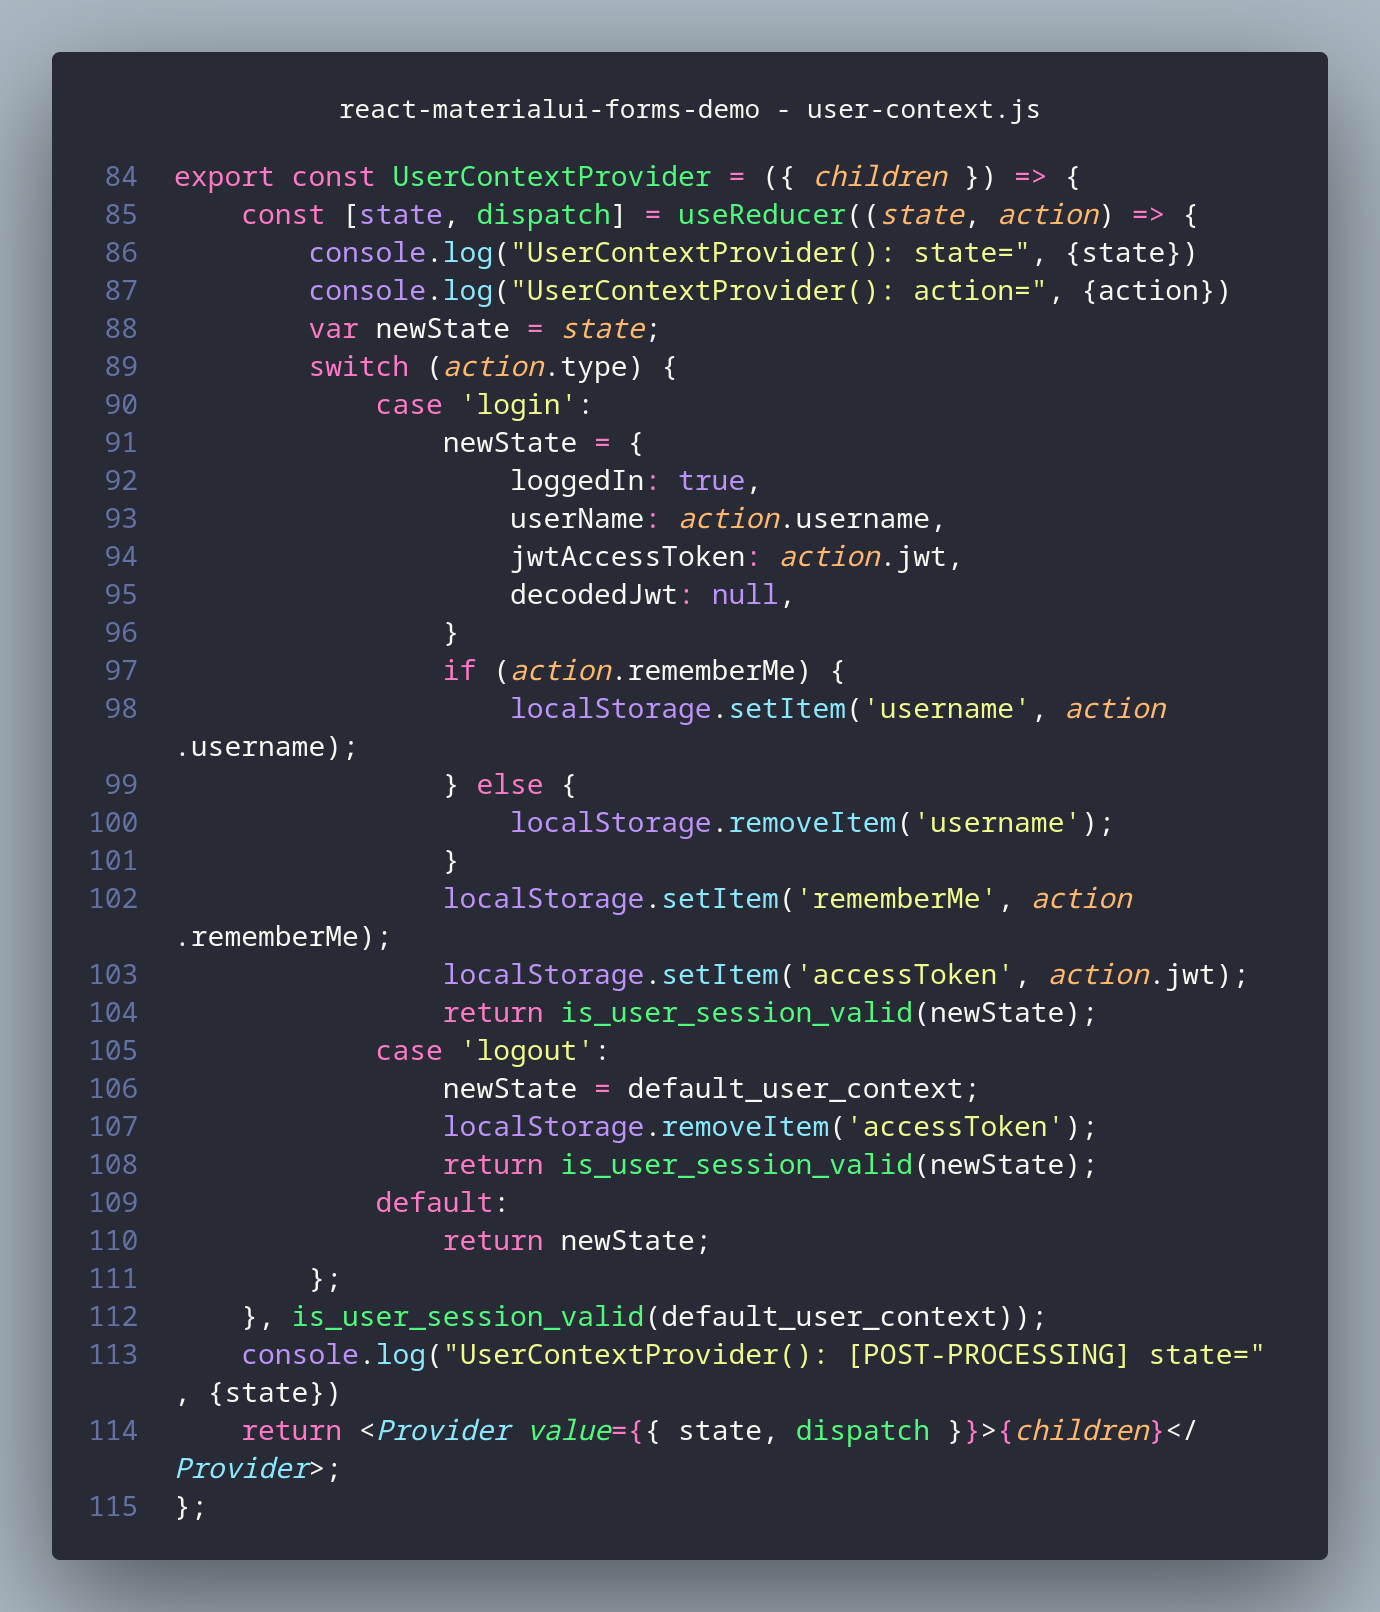 react-materialui-forms-demo - user-context.js
84 export const UserContextProvider = ({ children }) => {
85     const [state, dispatch] = useReducer((state, action) => {
86         console.log("UserContextProvider(): state=", {state})
87         console.log("UserContextProvider(): action=", {action})
88         var newState = state;
89         switch (action.type) {
90             case 'login':
91                 newState = {
92                     loggedIn: true,
93                     userName: action.username,
94                     jwtAccessToken: action.jwt,
95                     decodedJwt: null,
96                 }
97                 if (action.rememberMe) {
98                     localStorage.setItem('username', action
.username);
99                 } else {
100                     localStorage.removeItem('username');
101                 }
102                 localStorage.setItem('rememberMe', action
.rememberMe);
103                 localStorage.setItem('accessToken', action.jwt);
104                 return is_user_session_valid(newState);
105             case 'logout':
106                 newState = default_user_context;
107                 localStorage.removeItem('accessToken');
108                 return is_user_session_valid(newState);
109             default:
110                 return newState;
111         };
112     }, is_user_session_valid(default_user_context));
113     console.log("UserContextProvider(): [POST-PROCESSING] state="
, {state})
114     return <Provider value={{ state, dispatch }}>{children}</
Provider>;
115 };